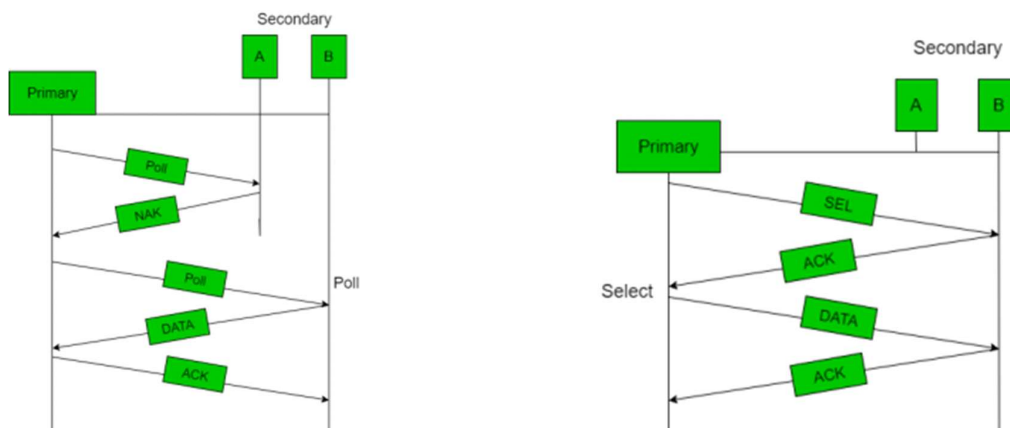 Secondary
A
B
Primary
Poll
NAK
Poll
Poll
DATA
ACK
Secondary
A
B
Primary
SEL
ACK
Select
DATA
ACK